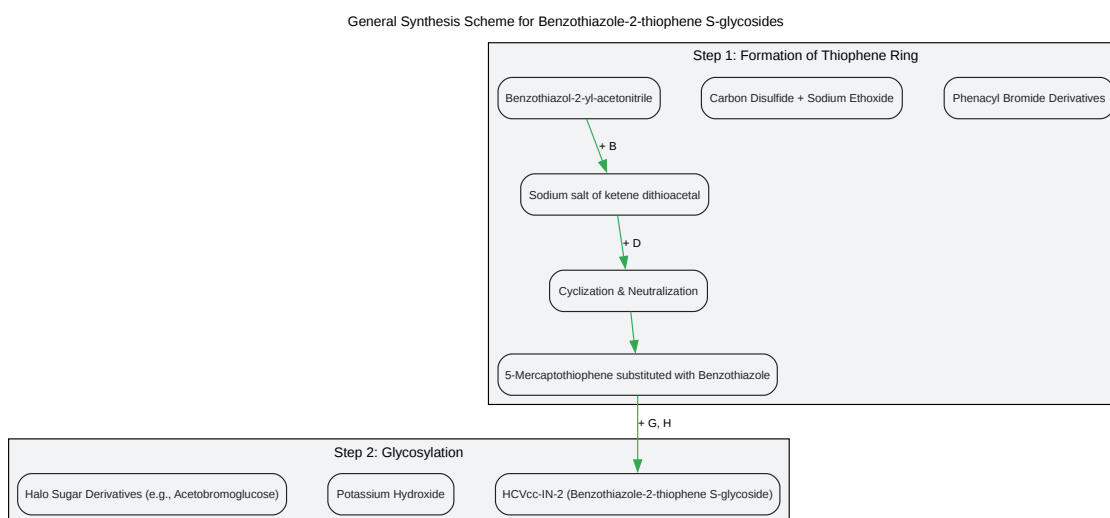 General Synthesis Scheme for Benzothiazole-2-thiophene S-glycosides
Step 1: Formation of Thiophene Ring
Benzothiazol-2-yl-acetonitrile
Carbon Disulfide + Sodium Ethoxide
Phenacyl Bromide Derivatives
+ B
Sodium salt of ketene dithioacetal
+ D
Cyclization & Neutralization
5-Mercaptothiophene substituted with Benzothiazole
+ G, H
Step 2: Glycosylation
Halo Sugar Derivatives (e.g., Acetobromoglucose)
Potassium Hydroxide
HCVcc-IN-2 (Benzothiazole-2-thiophene S-glycoside)